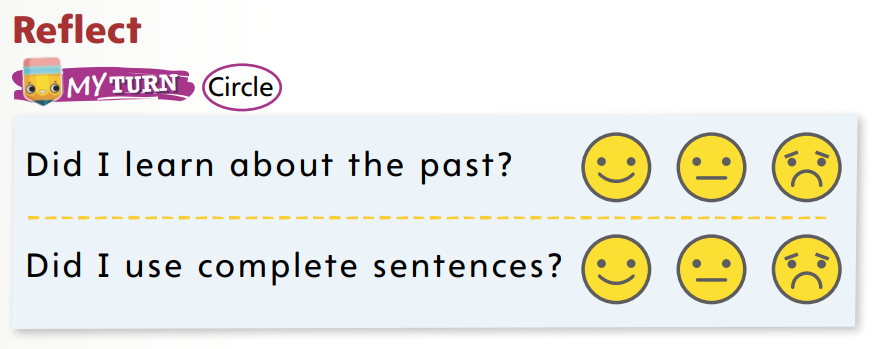 Reflect
MY TURN Circle
Did I learn about the past?
Did I use complete sentences?